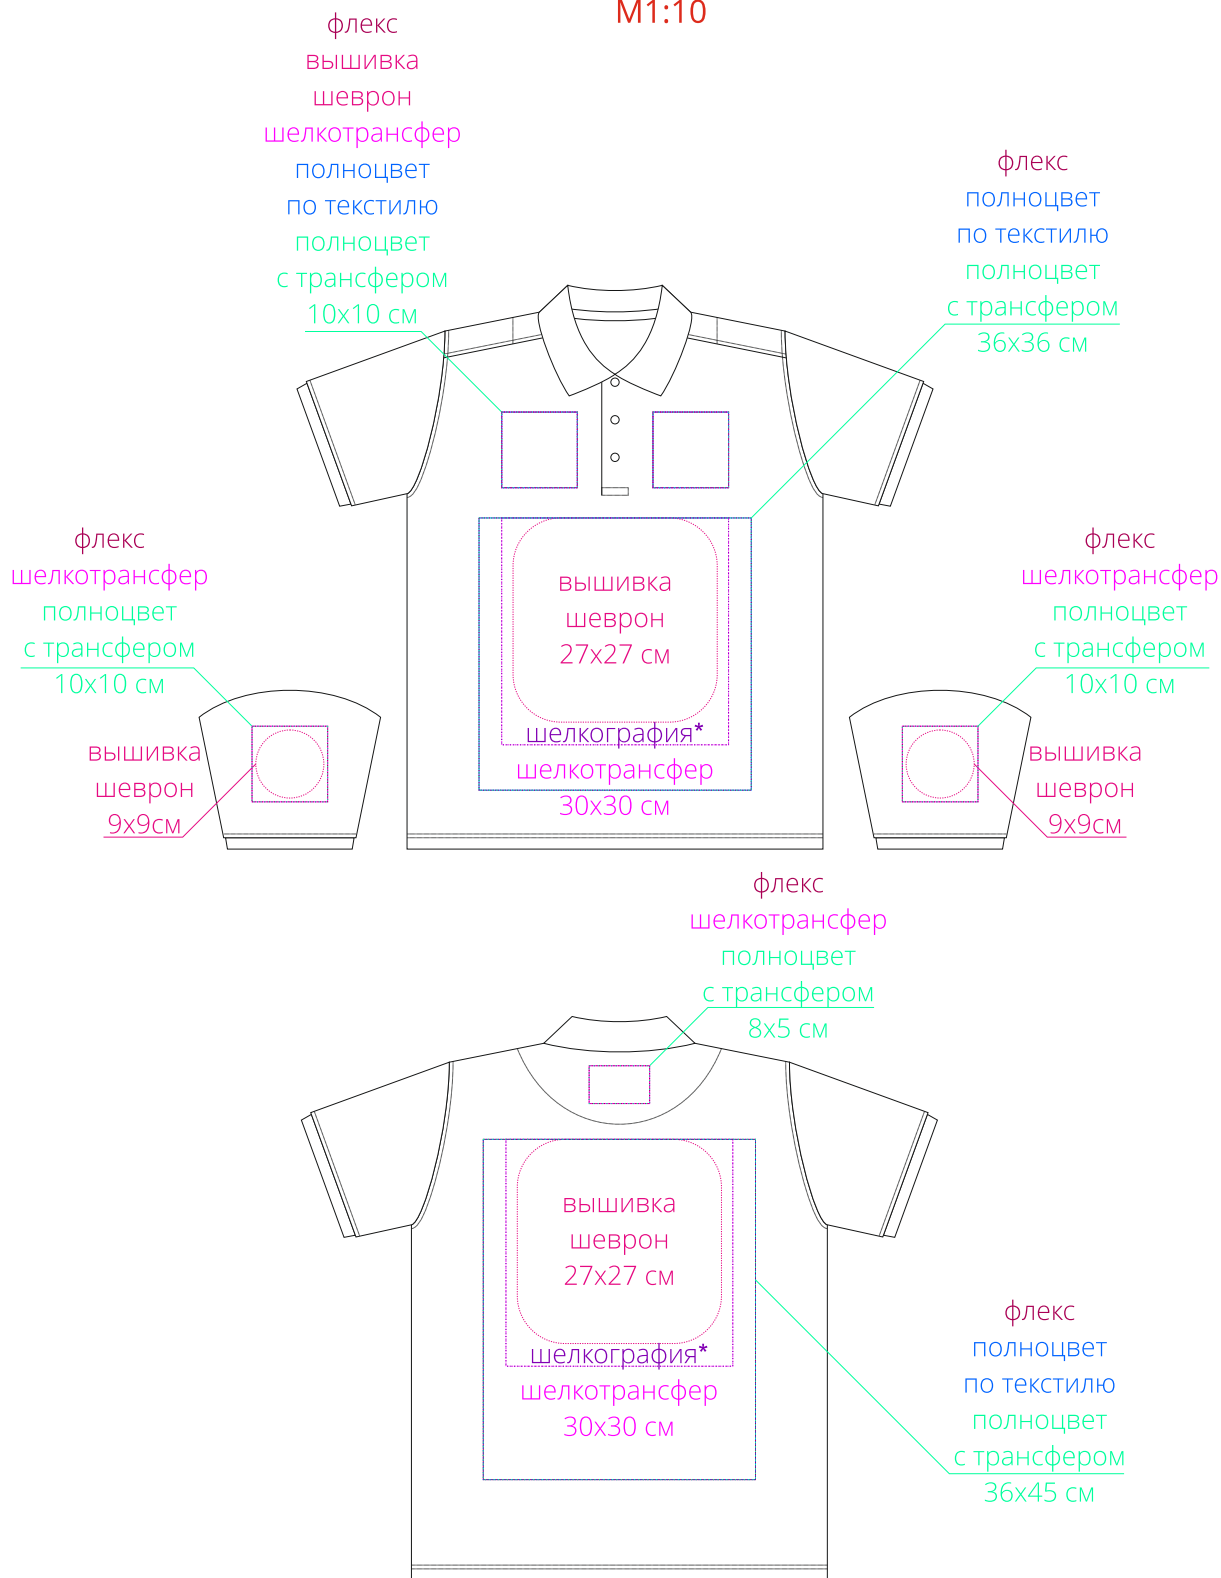 М1:10
флекс
вышивка
шеврон
шелкотрансфер
полноцвет
по текстилю
полноцвет
с трансфером
10х10 см
флекс
полноцвет
по текстилю
полноцвет
с трансфером
36х36 см
флекс
шелкотрансфер
полноцвет
с трансфером
10х10 см
вышивка
шеврон
9х9см
вышивка
шеврон
27х27 см
шелкография*
шелкотрансфер
30х30 см
флекс
шелкотрансфер
полноцвет
с трансфером
10х10 см
вышивка
шеврон
9х9см
флекс
шелкотрансфер
полноцвет
с трансфером
8х5 см
вышивка
шеврон
27х27 см
шелкография*
шелкотрансфер
30х30 см
флекс
полноцвет
по текстилю
полноцвет
с трансфером
36х45 см